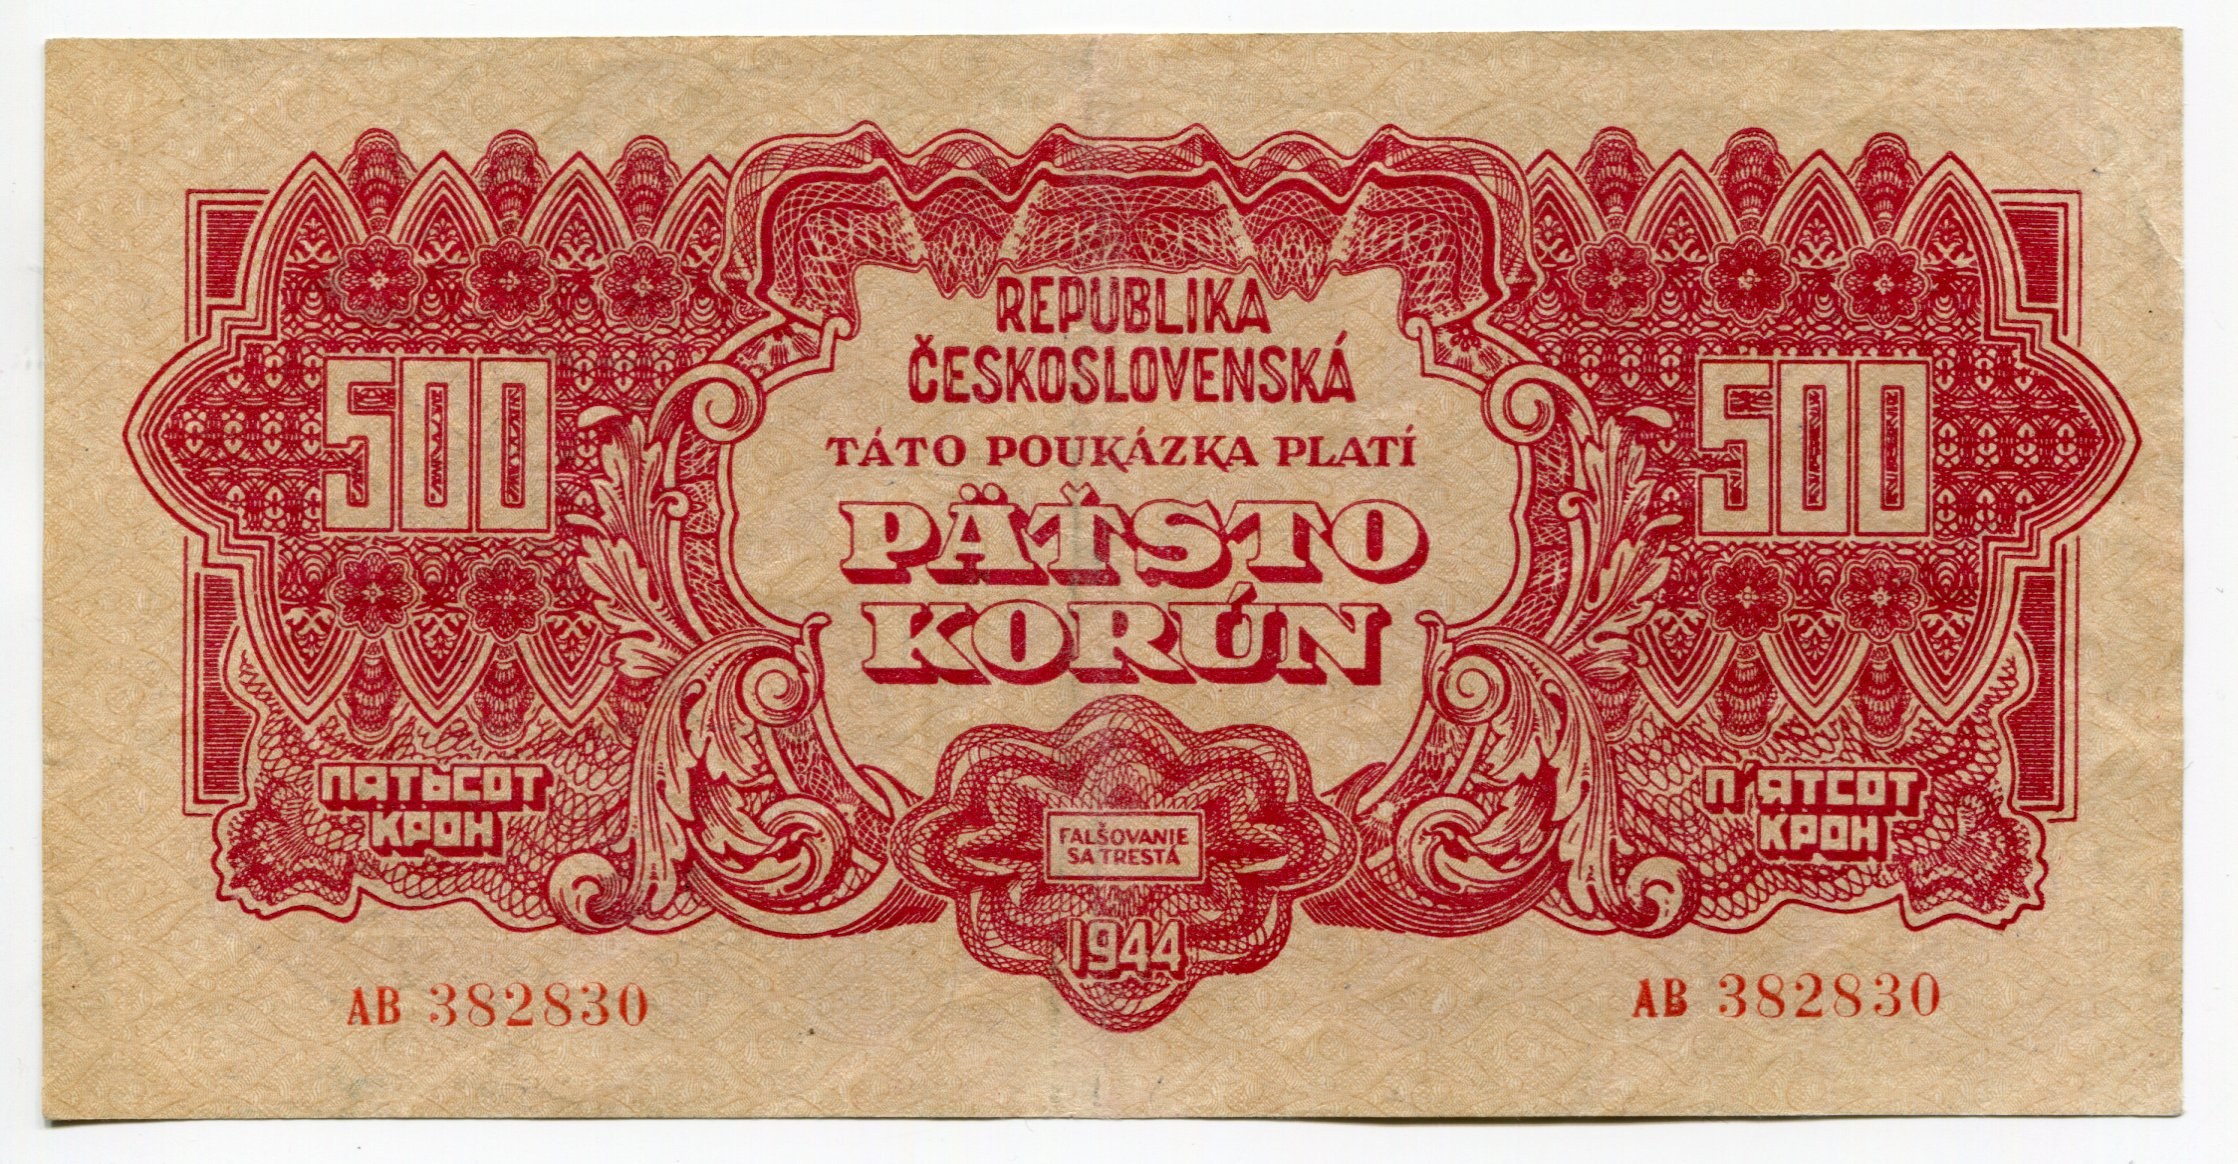 REPUBLIKA
ČESKOSLOVENSKÁ
TÁTO POUKÁZKA PLATÍ
500
PÄŤSTO
KORÚN
500
ПЯТЬСОТ
КРОН
FALŠOVANIE
SA TRESTÁ
1944
П'ЯТСОТ
КРОН
AB 382830
AB 382830